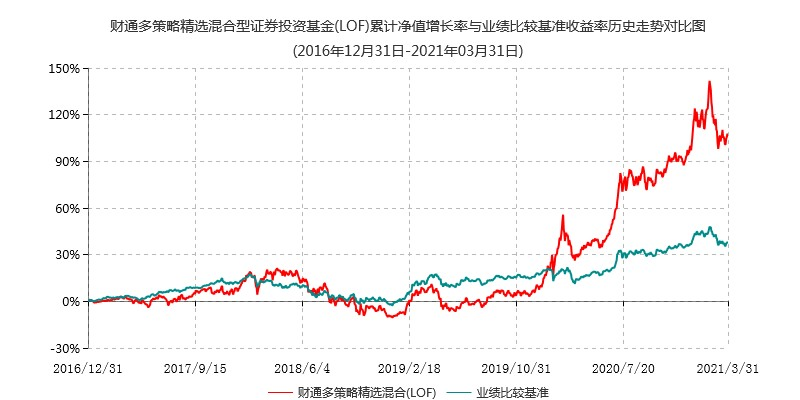 财通多策略精选混合型证券投资基金(LOF)累计净值增长率与业绩比较基准收益率历史走势对比图
(2016年12月31日-2021年03月31日)
150%
120%
90%
60%
30%
0%
-30%
2016/12/31 2017/9/15 2018/6/4 2019/2/18 2019/10/31 2020/7/20 2021/3/31
财通多策略精选混合(LOF) 业绩比较基准